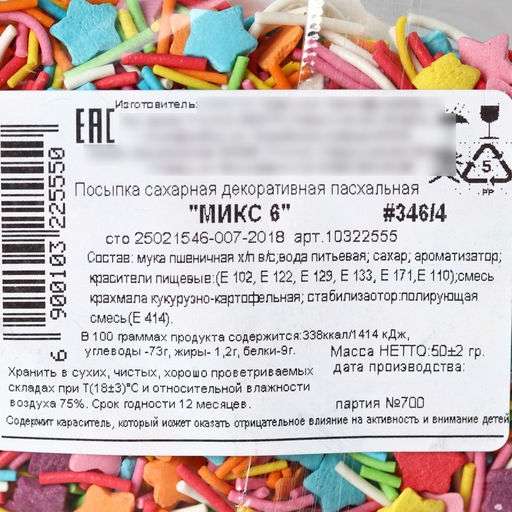 EAC
Изготовитель:
Посыпка сахарная декоративная пасхальная
"МИКС 6" #346/4
сто 25021546-007-2018 арт.10322555
Состав: мука пшеничная х/п в/с;вода питьевая; сахар; ароматизатор;
красители пищевые:(Е 102, Е 122, Е 129, Е 133, Е 171,Е 110);смесь
крахмала кукурузно-картофельная; стабилизаотор:полирующая
смесь(Е 414).
В 100 граммах продукта содержится:338ккал/1414 кДж,
углеводы -73г, жиры- 1,2г, белки-9г.
Масса НЕТТО:50±2 гр.
дата производства:
Хранить в сухих, чистых, хорошо проветриваемых
складах при Т(18±3)°С и относительной влажности
воздуха 75%. Срок годности 12 месяцев.
партия №700
Содержит караситель, который иожет оказать отрицательное влияние на активность и внимание детей
6 900103 225550
5
PP